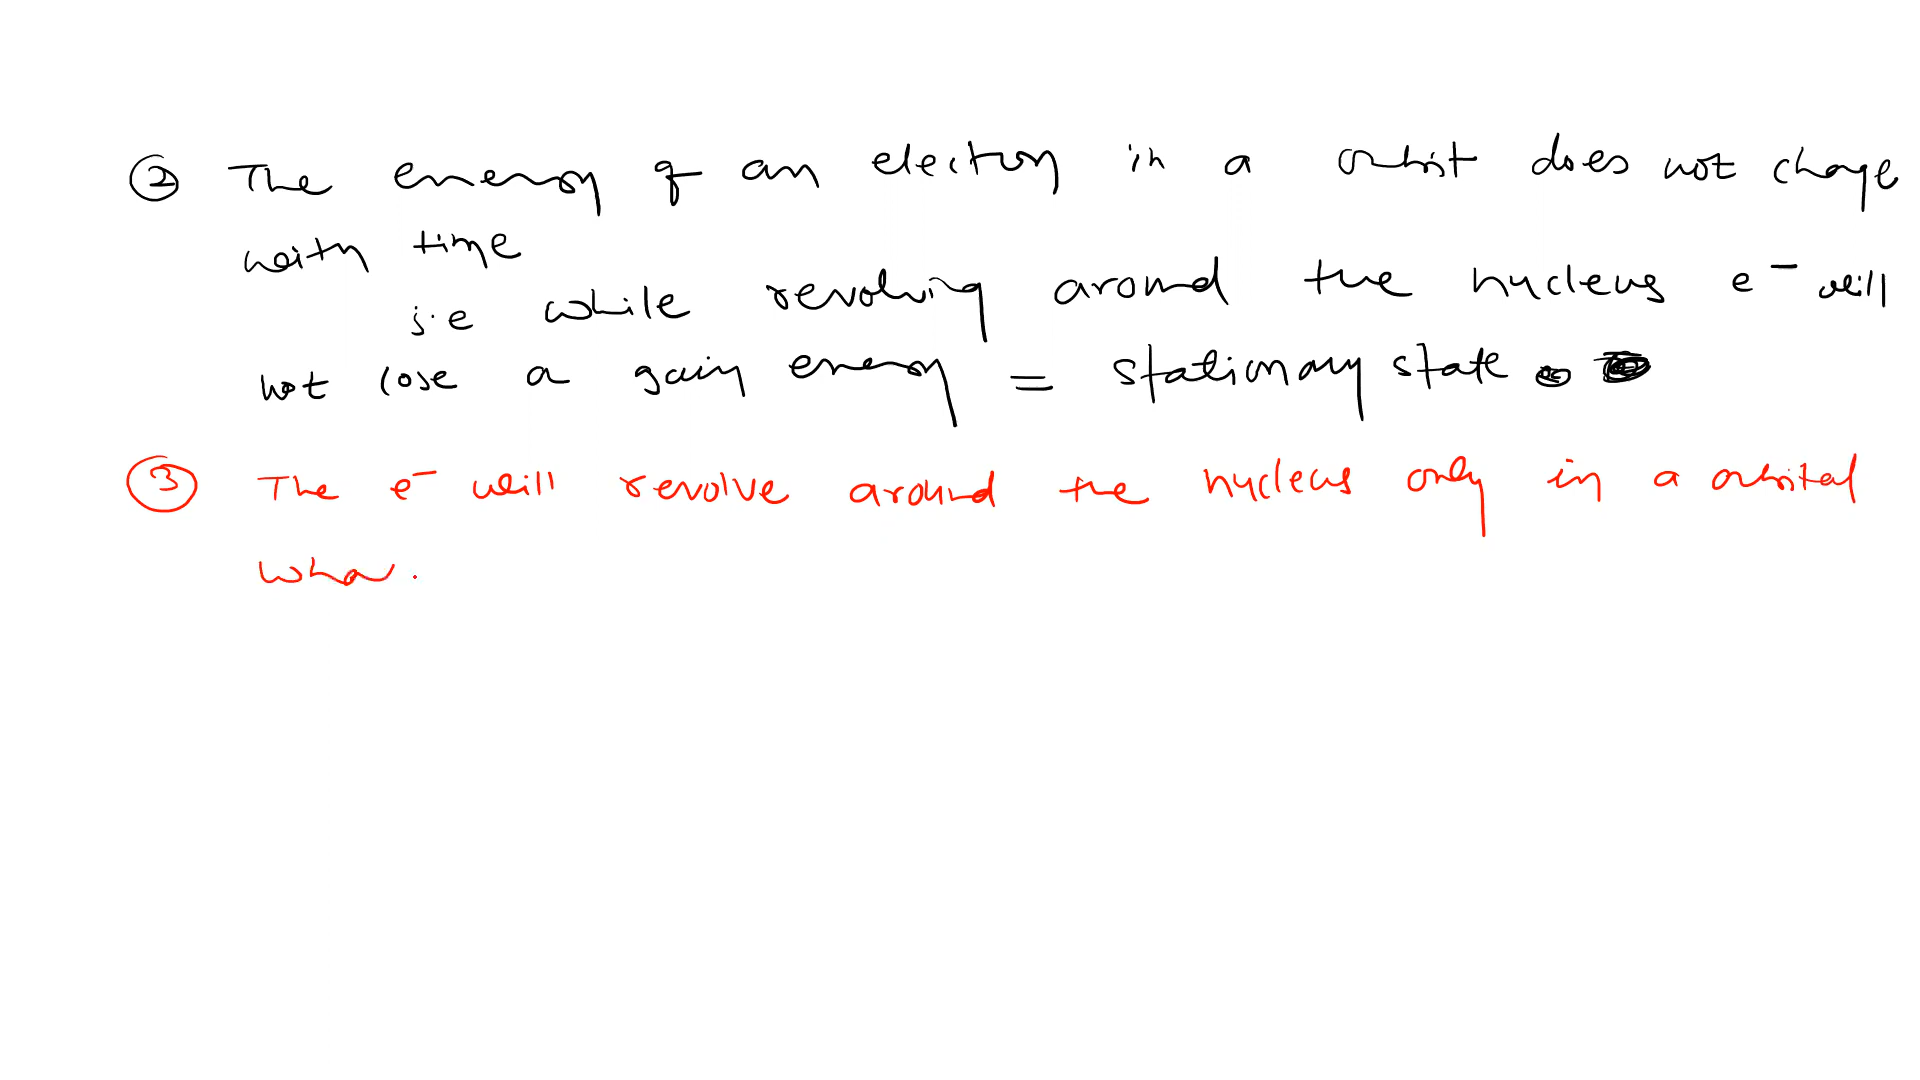 ② The energy of an electron in a orbit does not change
with time
i.e while revolving around the nucleus e⁻ will
not lose or gain energy = stationary state
③ The e⁻ will revolve around the nucleus only in a orbital